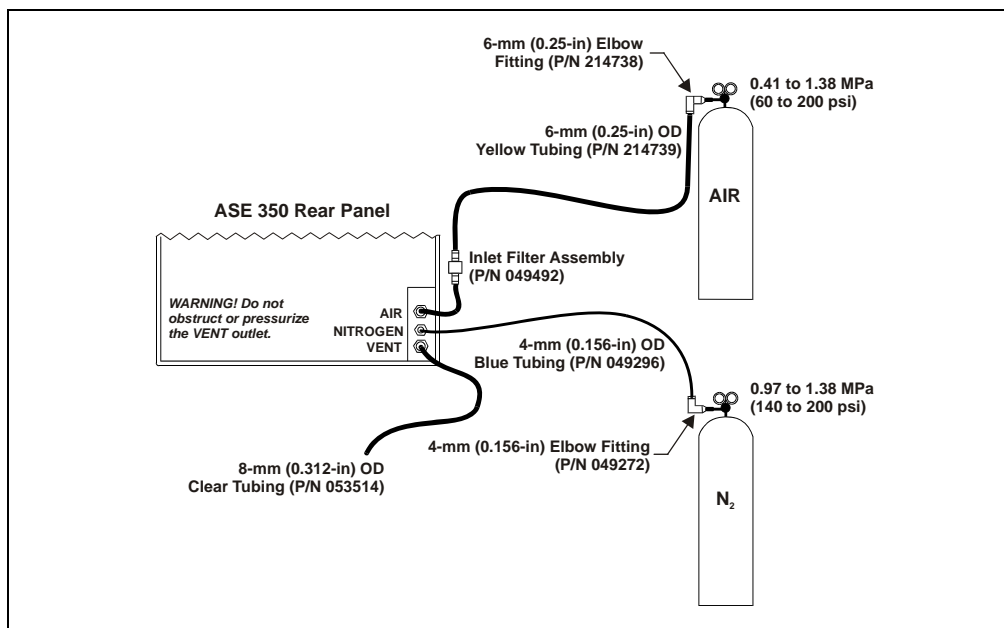 6-mm (0.25-in) Elbow
Fitting (P/N 214738)
0.41 to 1.38 MPa
(60 to 200 psi)
6-mm (0.25-in) OD
Yellow Tubing (P/N 214739)
AIR
ASE 350 Rear Panel
Inlet Filter Assembly
(P/N 049492)
WARNING! Do not
obstruct or pressurize
the VENT outlet.
AIR
NITROGEN
VENT
4-mm (0.156-in) OD
Blue Tubing (P/N 049296)
0.97 to 1.38 MPa
(140 to 200 psi)
4-mm (0.156-in) Elbow Fitting
(P/N 049272)
8-mm (0.312-in) OD
Clear Tubing (P/N 053514)
N₂